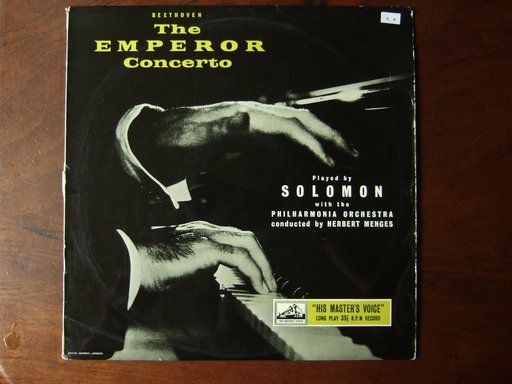 BEETHOVEN
The
EMPEROR
Concerto
Played by
SOLOMON
with the
PHILHARMONIA ORCHESTRA
conducted by HERBERT MENGES
"HIS MASTER'S VOICE"
LONG PLAY 33⅓ R.P.M RECORD